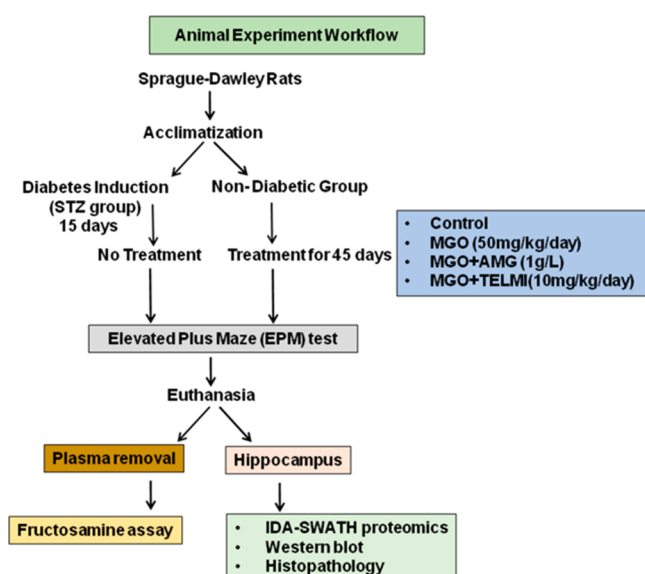 Animal Experiment Workflow
Sprague-Dawley Rats
Acclimatization
Diabetes Induction
(STZ group)
15 days
Non-Diabetic Group
No Treatment
Treatment for 45 days
• Control
• MGO (50mg/kg/day)
• MGO+AMG (1g/L)
• MGO+TELMI(10mg/kg/day)
Elevated Plus Maze (EPM) test
Euthanasia
Plasma removal
Hippocampus
Fructosamine assay
• IDA-SWATH proteomics
• Western blot
• Histopathology